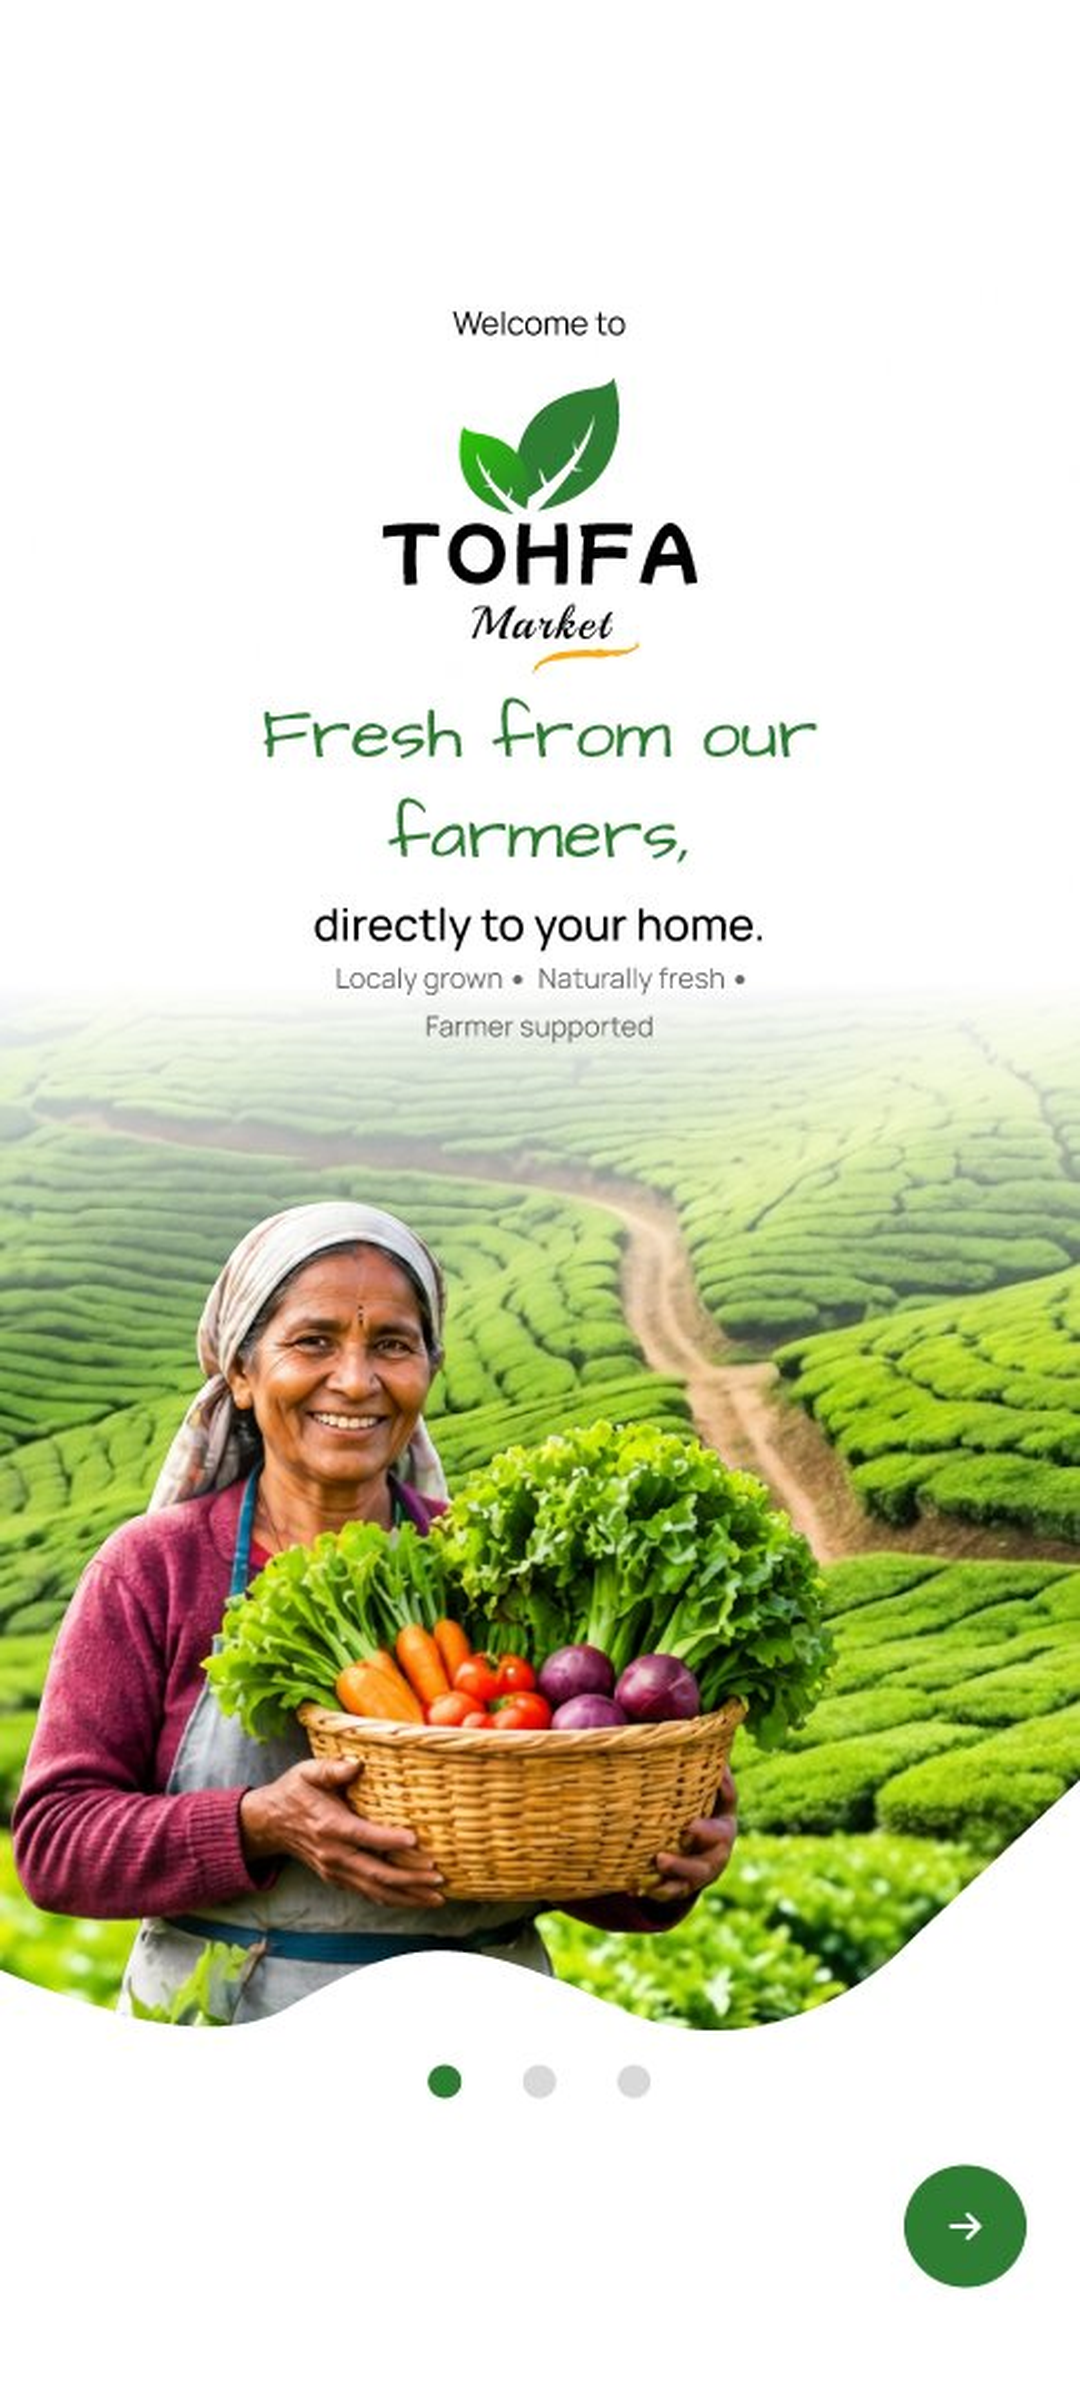 Welcome to
TOHFA
Market
Fresh from our
farmers,
directly to your home.
Localy grown • Naturally fresh •
Farmer supported